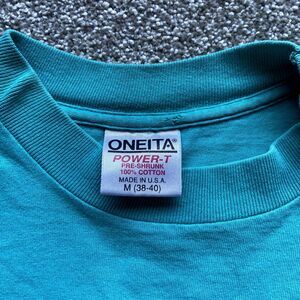 ONEITA®
POWER-T
PRE-SHRUNK
100% COTTON
MADE IN U.S.A.
M (38-40)